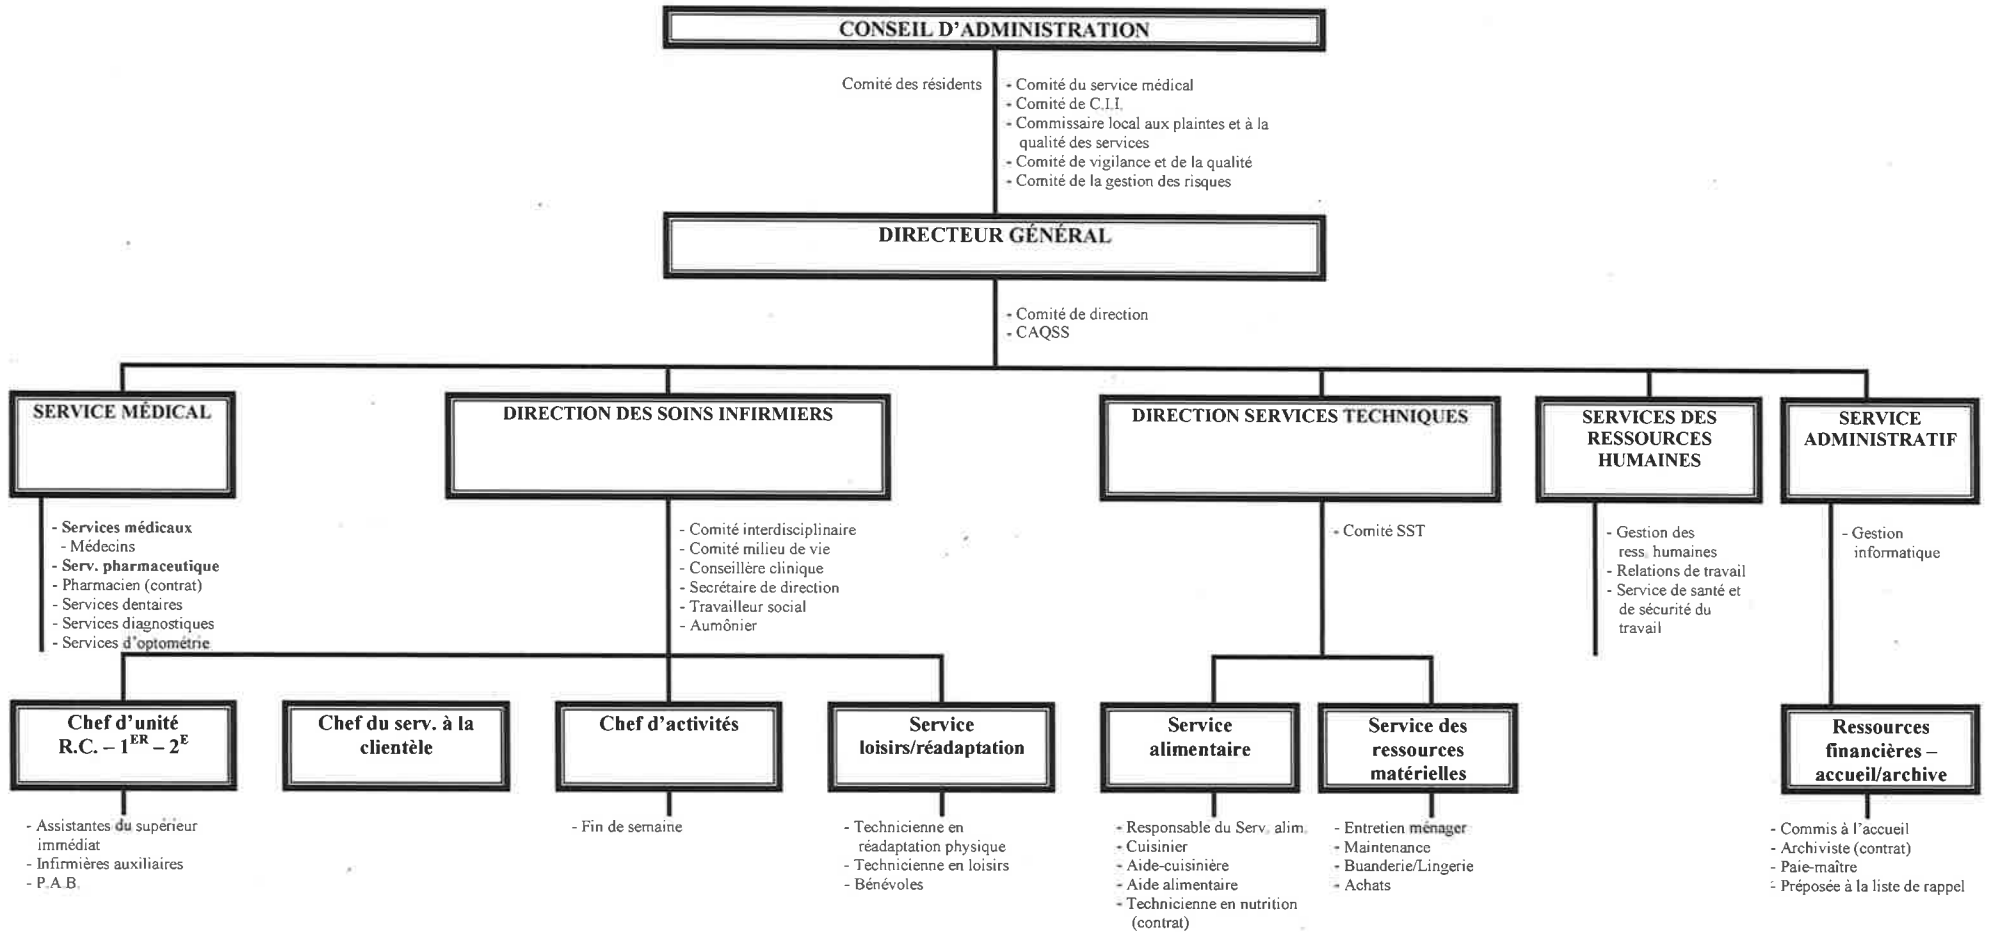 CONSEIL D'ADMINISTRATION
Comité des résidents
- Comité du service médical
- Comité de C.I.I.
- Commissaire local aux plaintes et à la
qualité des services
- Comité de vigilance et de la qualité
- Comité de la gestion des risques
DIRECTEUR GÉNÉRAL
- Comité de direction
- CAQSS
SERVICE MÉDICAL
- Services médicaux
- Médecins
- Serv. pharmaceutique
- Pharmacien (contrat)
- Services dentaires
- Services diagnostiques
- Services d'optométrie
DIRECTION DES SOINS INFIRMIERS
- Comité interdisciplinaire
- Comité milieu de vie
- Conseillère clinique
- Secrétaire de direction
- Travailleur social
- Aumônier
DIRECTION SERVICES TECHNIQUES
- Comité SST
SERVICES DES
RESSOURCES
HUMAINES
- Gestion des
ress. humaines
- Relations de travail
- Service de santé et
de sécurité du
travail
SERVICE
ADMINISTRATIF
- Gestion
informatique
Chef d'unité
R.C. – 1ER – 2E
- Assistantes du supérieur
immédiat
- Infirmières auxiliaires
- P.A.B.
Chef du serv. à la
clientèle
Chef d'activités
- Fin de semaine
Service
loisirs/réadaptation
- Technicienne en
réadaptation physique
- Technicienne en loisirs
- Bénévoles
Service
alimentaire
- Responsable du Serv. alim.
- Cuisinier
- Aide-cuisinière
- Aide alimentaire
- Technicienne en nutrition
(contrat)
Service des
ressources
matérielles
- Entretien ménager
- Maintenance
- Buanderie/Lingerie
- Achats
Ressources
financières –
accueil/archive
- Commis à l'accueil
- Archiviste (contrat)
- Paie-maître
- Préposée à la liste de rappel